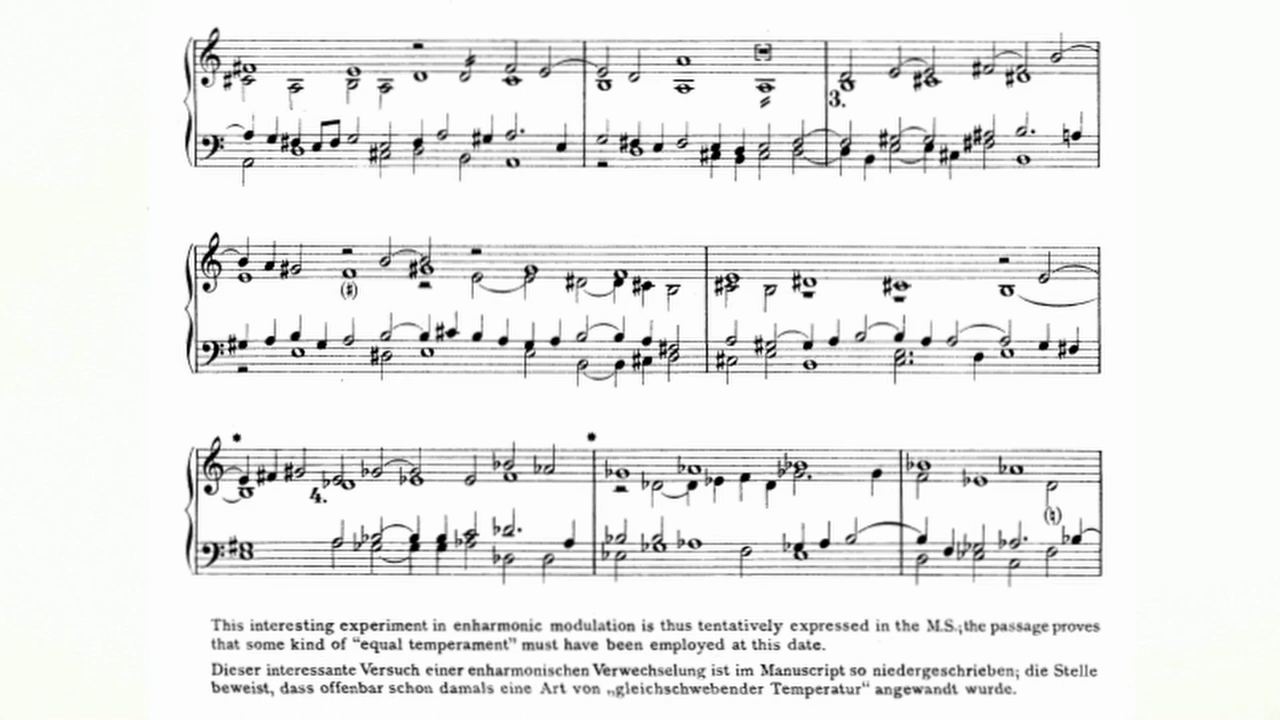 3.
4.
This interesting experiment in enharmonic modulation is thus tentatively expressed in the M.S.; the passage proves
that some kind of "equal temperament" must have been employed at this date.
Dieser interessante Versuch einer enharmonischen Verwechselung ist im Manuscript so niedergeschrieben; die Stelle
beweist, dass offenbar schon damals eine Art von „gleichschwebender Temperatur“ angewandt wurde.